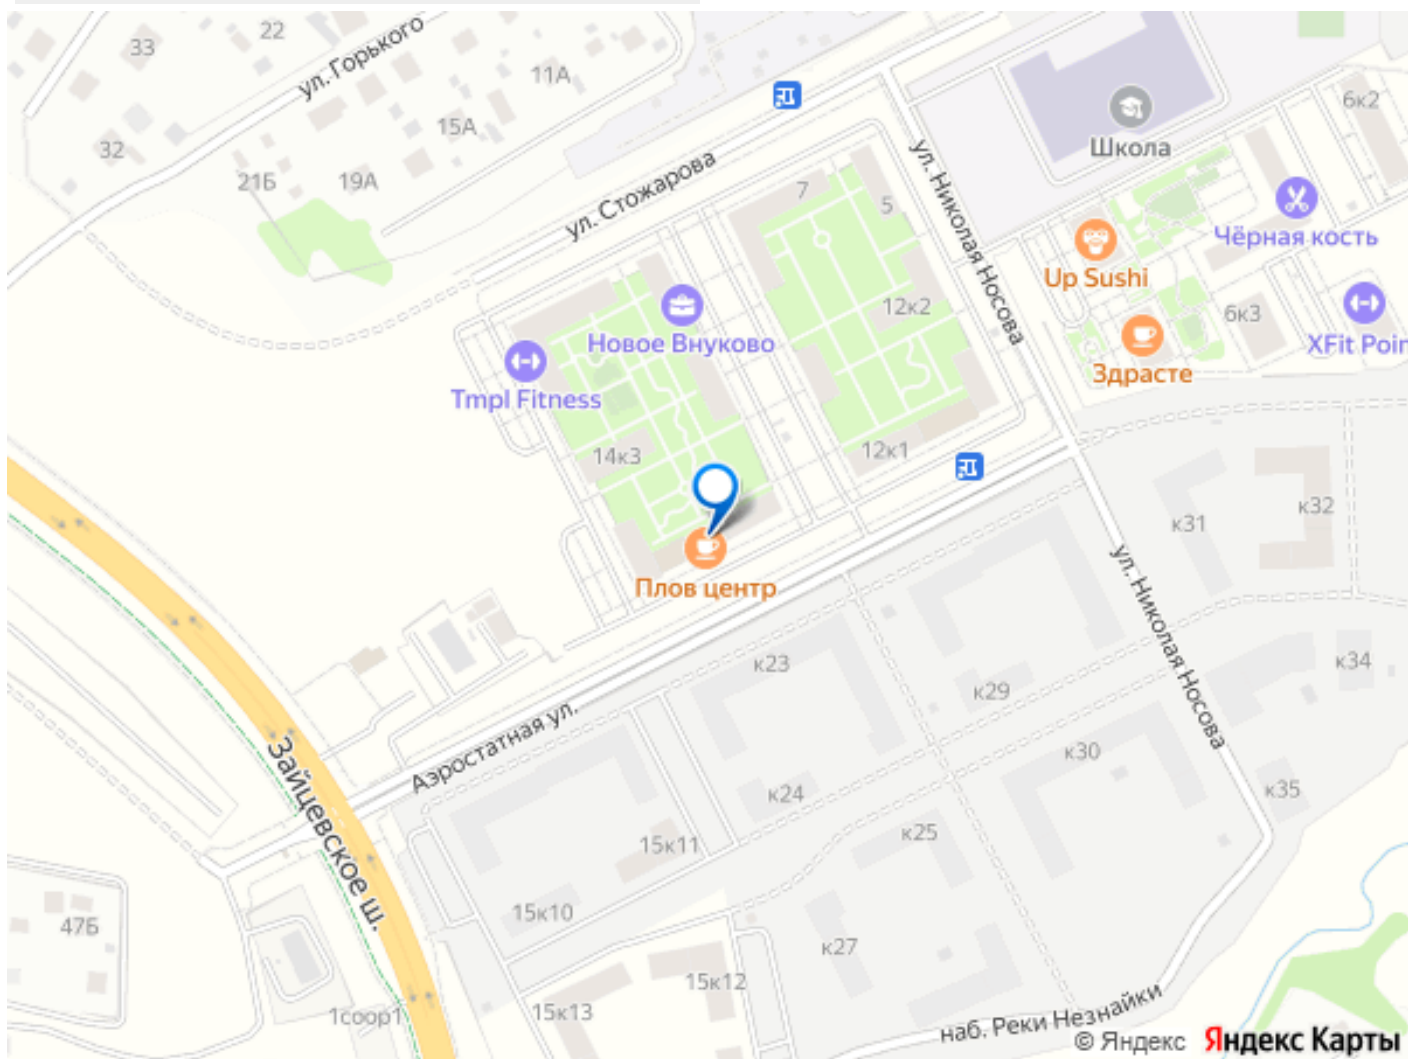 22
33
ул. Горького
11А
15А
32
21Б
19А
ул. Стожарова
7
5
ул. Николая Носова
Школа
6к2
Чёрная кость
Up Sushi
12к2
6к3
Новое Внуково
XFit Poin
Здрасте
Tmpl Fitness
14к3
12к1
к31
к32
Плов центр
ул. Николая Носова
к23
к29
к34
Аэростатная ул.
Зайцевское ш.
к30
к24
к35
к25
15к11
15к10
47Б
к27
15к12
15к13
1соор1
наб. Реки Незнайки
© Яндекс Яндекс Карты